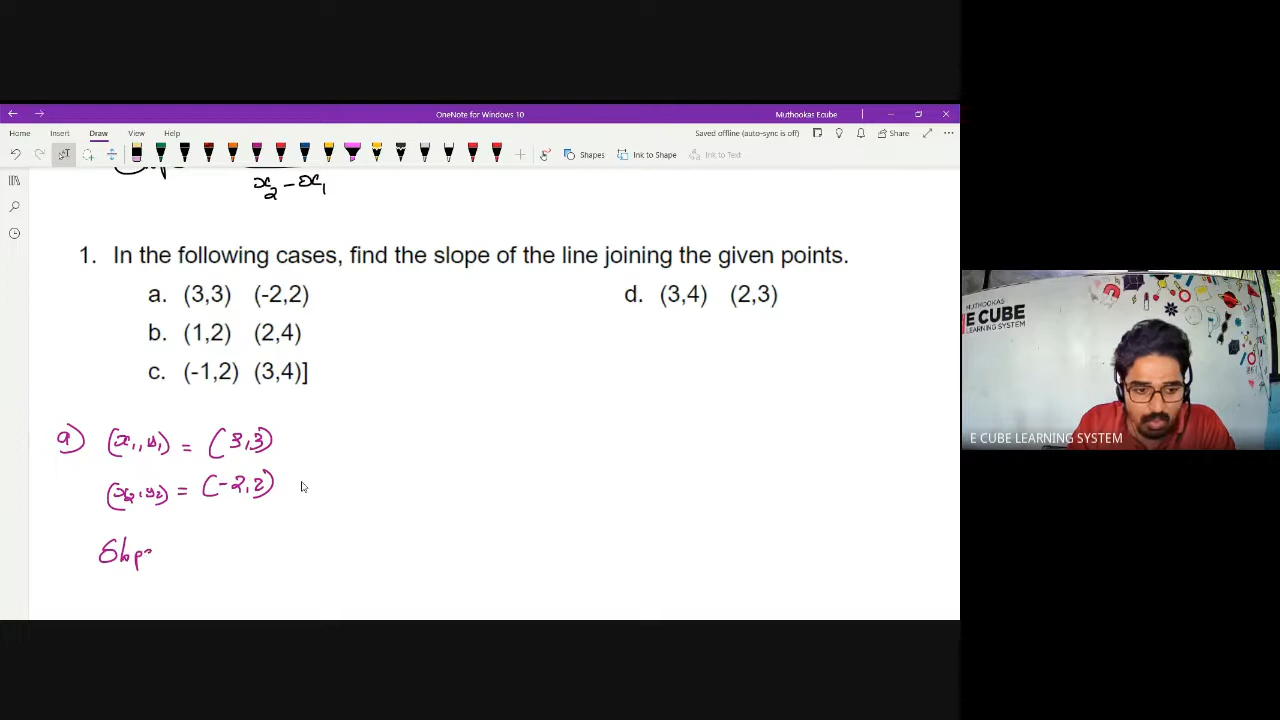 OneNote for Windows 10
Muthookas Ecube
Home Insert Draw View Help
Saved offline (auto-sync is off)
Share
Shapes
Ink to Shape
Ink to Text
x₂ - x₁
1. In the following cases, find the slope of the line joining the given points.
a. (3,3) (-2,2)
d. (3,4) (2,3)
b. (1,2) (2,4)
c. (-1,2) (3,4)]
a) (x₁, y₁) = (3,3)
(x₂, y₂) = (-2,2)
Slop
MUTHOOKAS
E CUBE
LEARNING SYSTEM
E CUBE LEARNING SYSTEM